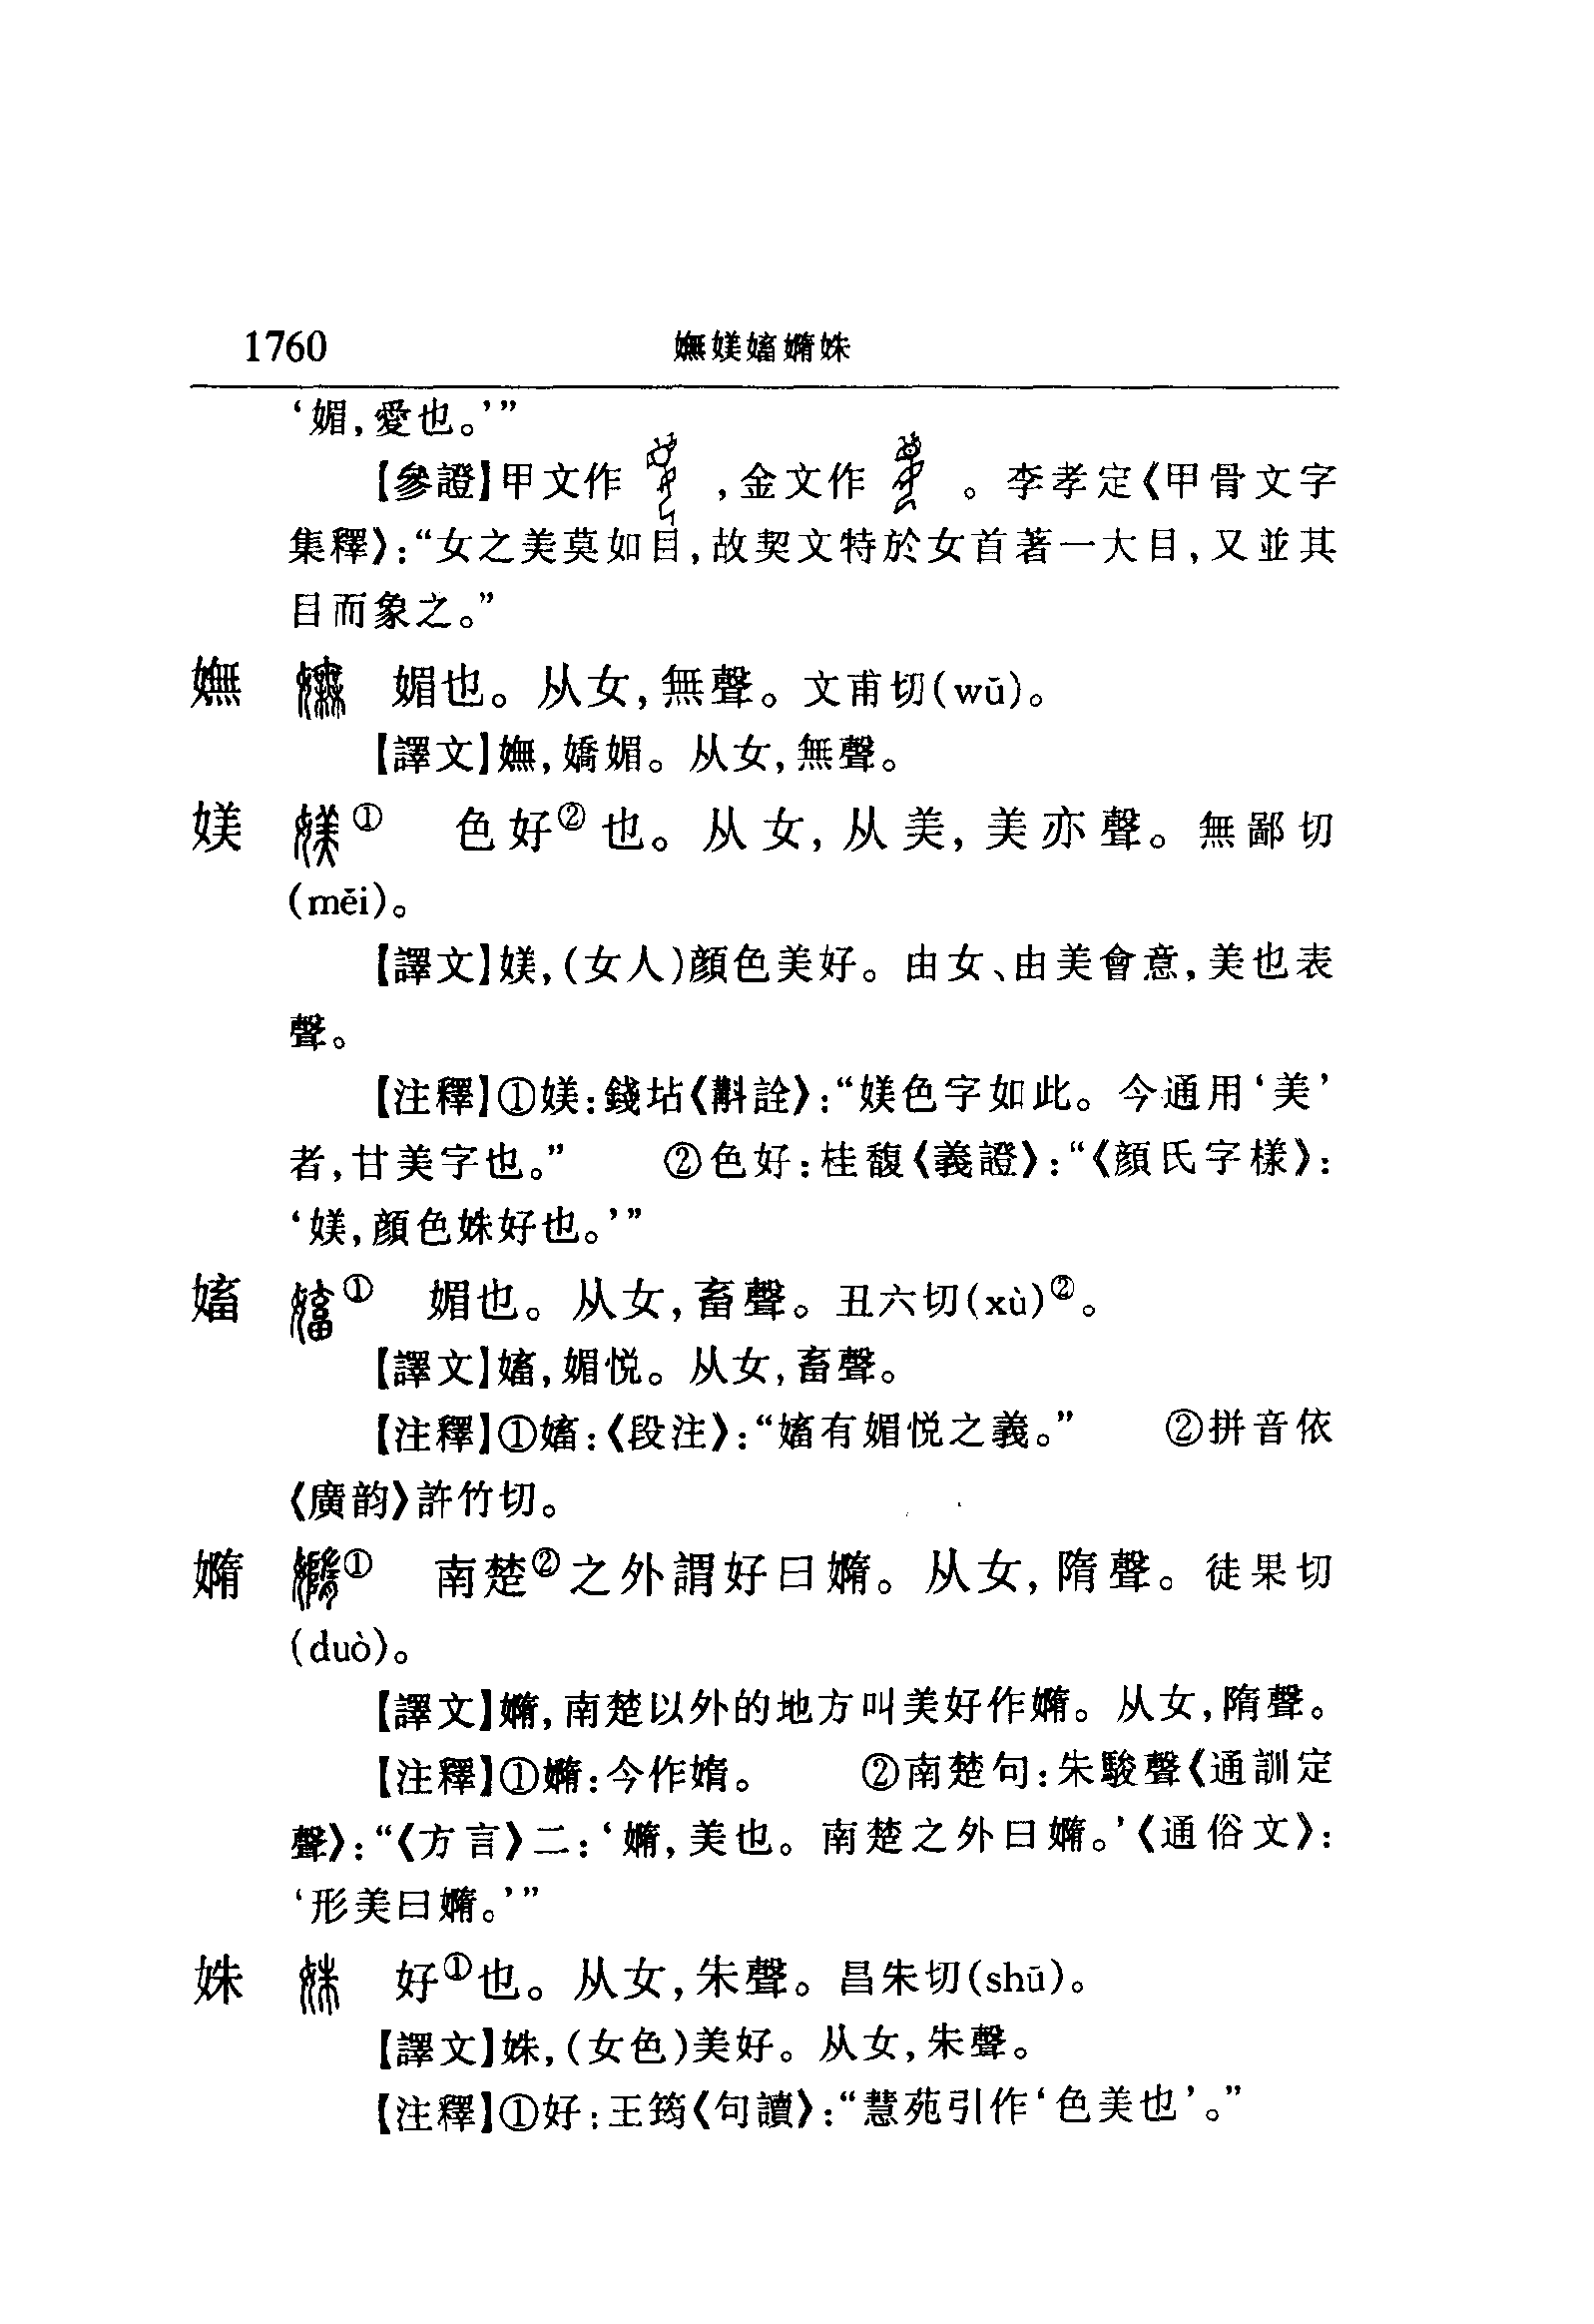 1760 嫵媄嬌嫷姝
‘媚,愛也。’”
【參證】甲文作 ,金文作 。李孝定《甲骨文字
集釋》:“女之美莫如目,故契文特於女首著一大目,又並其
目而象之。”
嫵 媚也。从女,無聲。文甫切(wǔ)。
【譯文】嫵,嬌媚。从女,無聲。
媄 ① 色好②也。从女,从美,美亦聲。無鄙切
(měi)。
【譯文】媄,(女人)顔色美好。由女、由美會意,美也表
聲。
【注釋】①媄:錢坫《斠詮》:“媄色字如此。今通用‘美’
者,甘美字也。” ②色好:桂馥《義證》:“《顔氏字樣》:
‘媄,顔色姝好也。’”
嬸 ① 媚也。从女,畜聲。丑六切(xù)②。
【譯文】媚悦。从女,畜聲。
【注釋】①《段注》:“有媚悦之義。” ②拼音依
《廣韵》許竹切。
嫷 ① 南楚②之外謂好曰嫷。从女,隋聲。徒果切
(duò)。
【譯文】嫷,南楚以外的地方叫美好作嫷。从女,隋聲。
【注釋】①嫷:今作媠。 ②南楚句:朱駿聲《通訓定
聲》:“《方言》二:‘嫷,美也。南楚之外曰嫷。’《通俗文》:
‘形美曰嫷。’”
姝 好①也。从女,朱聲。昌朱切(shū)。
【譯文】姝,(女色)美好。从女,朱聲。
【注釋】①好:王筠《句讀》:“慧苑引作‘色美也’。”